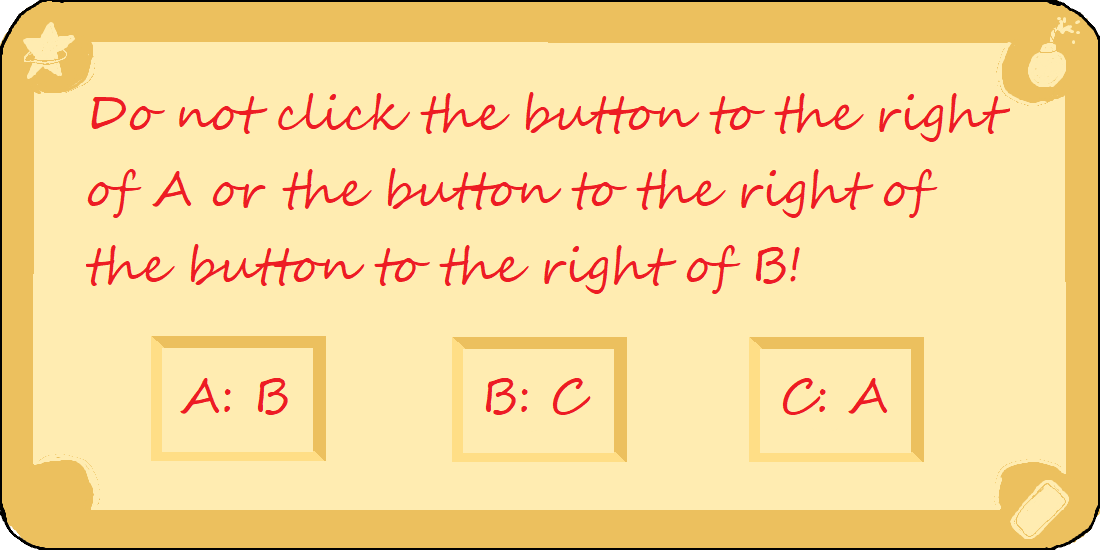 Do not click the button to the right
of A or the button to the right of
the button to the right of B!
A: B B: C C: A